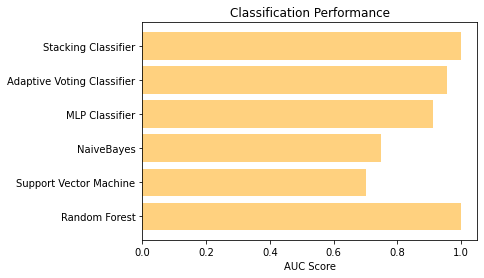 Classification Performance
Stacking Classifier
Adaptive Voting Classifier
MLP Classifier
NaiveBayes
Support Vector Machine
Random Forest
0.0 0.2 0.4 0.6 0.8 1.0
AUC Score